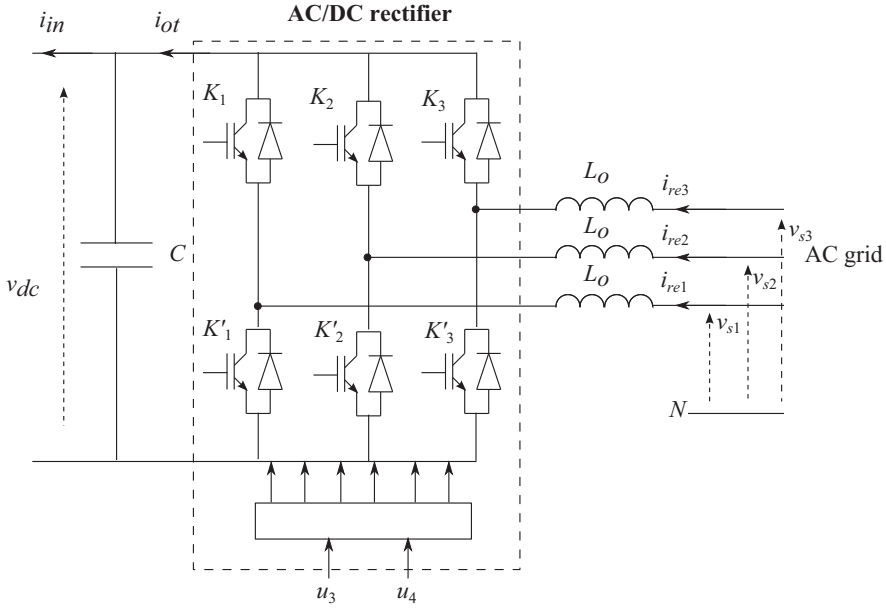 AC/DC rectifier
i_in
i_ot
K_1
K_2
K_3
L_o
i_re3
v_s3
L_o
i_re2
AC grid
C
v_s2
L_o
i_re1
v_dc
v_s1
K'_1
K'_2
K'_3
N
u_3
u_4